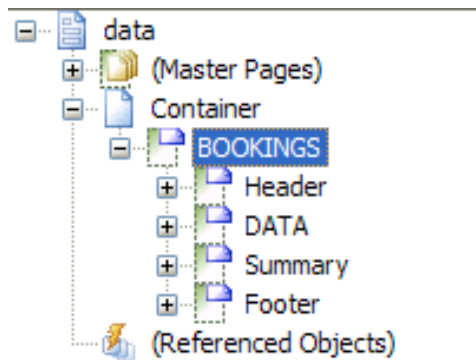 data
(Master Pages)
Container
BOOKINGS
Header
DATA
Summary
Footer
(Referenced Objects)